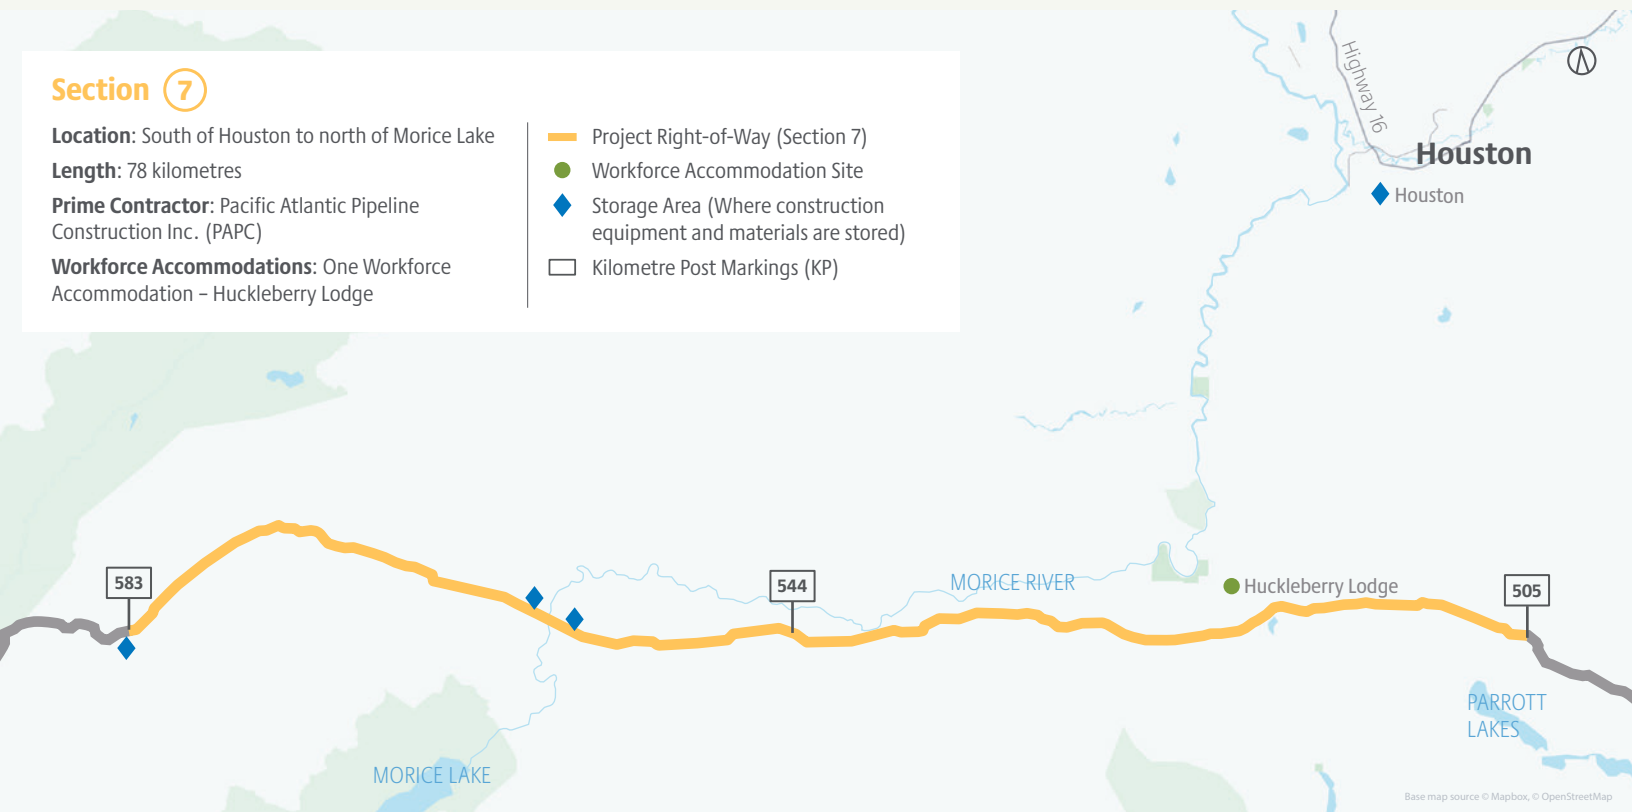 Section 7
Location: South of Houston to north of Morice Lake
Length: 78 kilometres
Prime Contractor: Pacific Atlantic Pipeline
Construction Inc. (PAPC)
Workforce Accommodations: One Workforce
Accommodation – Huckleberry Lodge
Project Right-of-Way (Section 7)
Workforce Accommodation Site
Storage Area (Where construction
equipment and materials are stored)
Kilometre Post Markings (KP)
Highway 16
Houston
Houston
583
544
MORICE RIVER
Huckleberry Lodge
505
PARROTT
LAKES
MORICE LAKE
Base map source © Mapbox, © OpenStreetMap